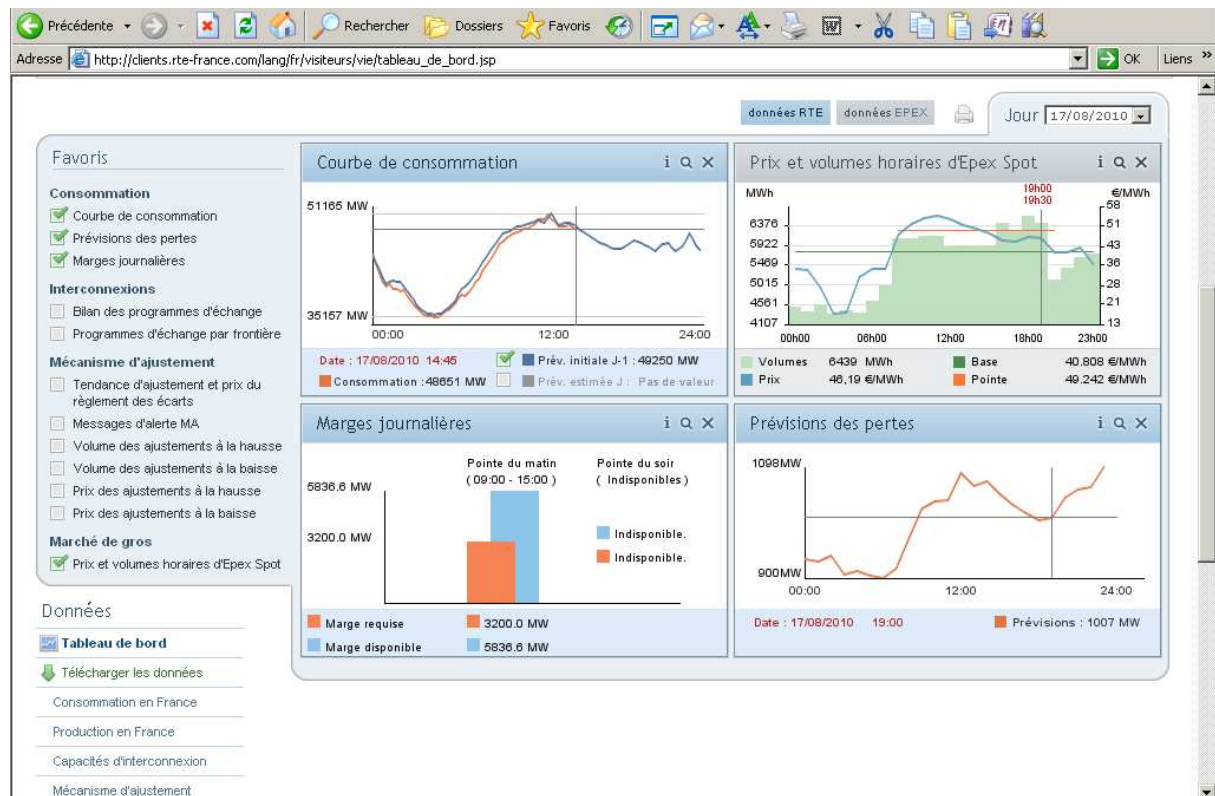 Précédente
Rechercher
Dossiers
Favoris
Adresse http://clients.rte-france.com/lang/fr/visiteurs/vie/tableau_de_bord.jsp OK Liens »
données RTE données EPEX Jour 17/08/2010
Favoris
Consommation
Courbe de consommation
Prévisions des pertes
Marges journalières
Interconnexions
Bilan des programmes d'échange
Programmes d'échange par frontière
Mécanisme d'ajustement
Tendance d'ajustement et prix du
règlement des écarts
Messages d'alerte MA
Volume des ajustements à la hausse
Volume des ajustements à la baisse
Prix des ajustements à la hausse
Prix des ajustements à la baisse
Marché de gros
Prix et volumes horaires d'Epex Spot
Données
Tableau de bord
Télécharger les données
Consommation en France
Production en France
Capacités d'interconnexion
Mécanisme d'ajustement
Courbe de consommation i
51165 MW
35157 MW
00:00 12:00 24:00
Date : 17/08/2010 14:45 Prév. initiale J-1 : 49250 MW
Consommation :48651 MW Prév. estimée J : Pas de valeur
Prix et volumes horaires d'Epex Spot i
MWh 19h00 €/MWh
19h30
58
6376 51
5922 43
5469 36
5015 28
4561 21
4107 13
00h00 06h00 12h00 18h00 23h00
Volumes 6439 MWh Base 40.808 €/MWh
Prix 46,19 €/MWh Pointe 49.242 €/MWh
Marges journalières i
Pointe du matin Pointe du soir
(09:00 - 15:00 ) ( Indisponibles )
5836.6 MW
3200.0 MW
Indisponible.
Indisponible.
Marge requise 3200.0 MW
Marge disponible 5836.6 MW
Prévisions des pertes i
1098MW
900MW
00:00 12:00 24:00
Date : 17/08/2010 19:00 Prévisions : 1007 MW